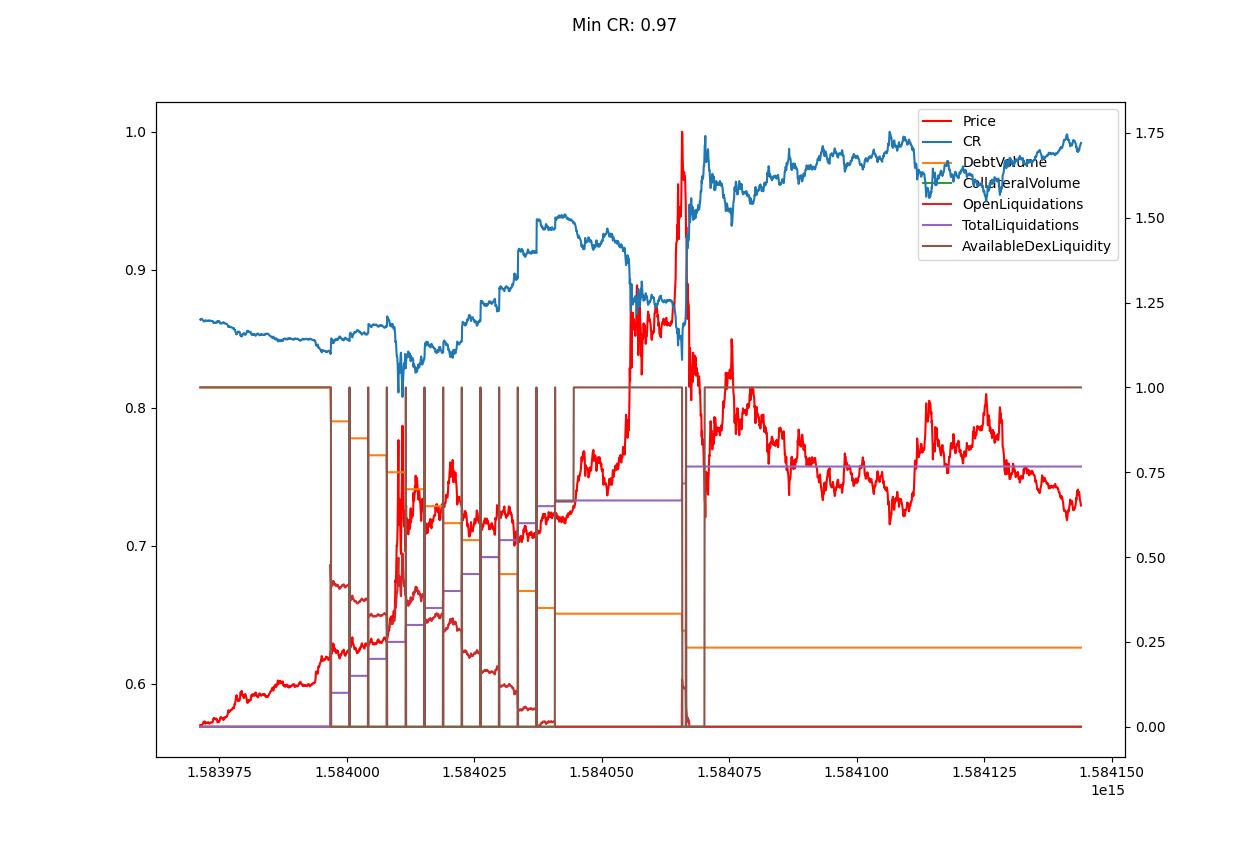 Min CR: 0.97
1.0
0.9
0.8
0.7
0.6
1.75
1.50
1.25
1.00
0.75
0.50
0.25
0.00
Price
CR
DebtVolume
CollateralVolume
OpenLiquidations
TotalLiquidations
AvailableDexLiquidity
1.583975 1.584000 1.584025 1.584050 1.584075 1.584100 1.584125 1.584150
1e15